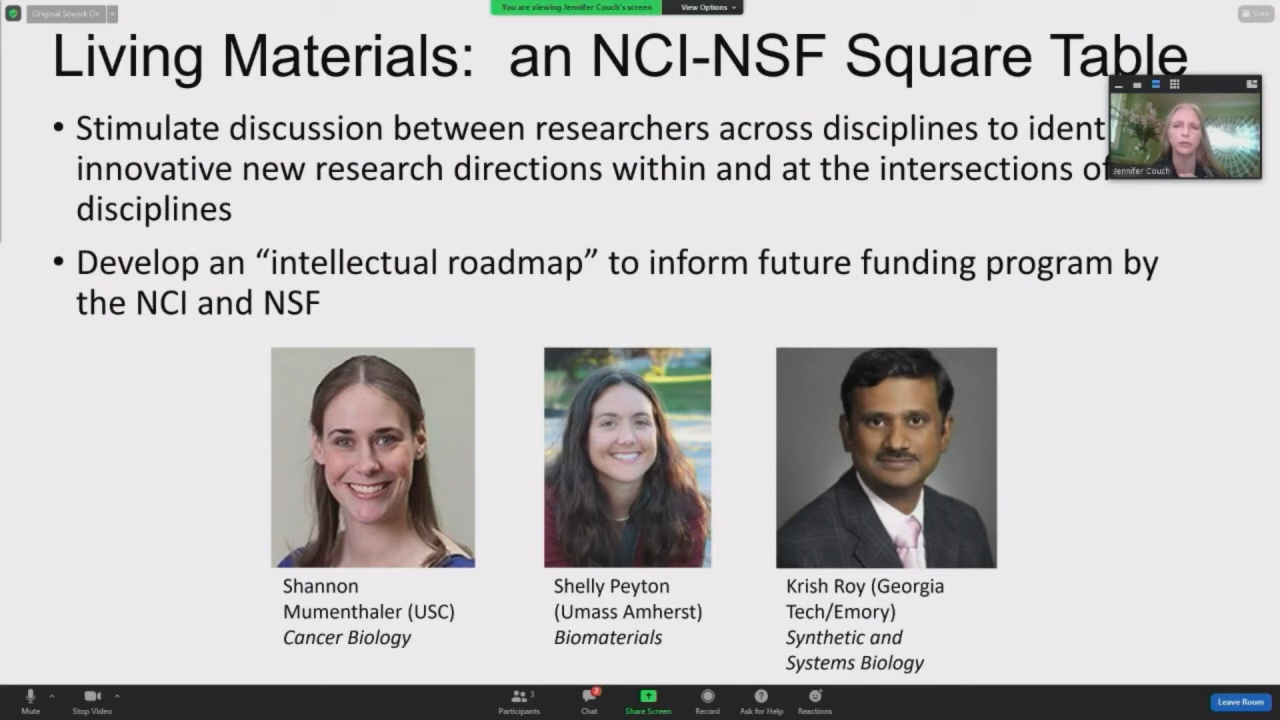 Original Sound: On
You are viewing Jennifer Couch's screen
View Options
View
Living Materials: an NCI-NSF Square Table
• Stimulate discussion between researchers across disciplines to ident
innovative new research directions within and at the intersections of
disciplines
• Develop an “intellectual roadmap” to inform future funding program by
the NCI and NSF
Jennifer Couch
Shannon
Mumenthaler (USC)
Cancer Biology
Shelly Peyton
(Umass Amherst)
Biomaterials
Krish Roy (Georgia
Tech/Emory)
Synthetic and
Systems Biology
Mute
Stop Video
3
Participants
2
Chat
Share Screen
Record
Ask for Help
Reactions
Leave Room